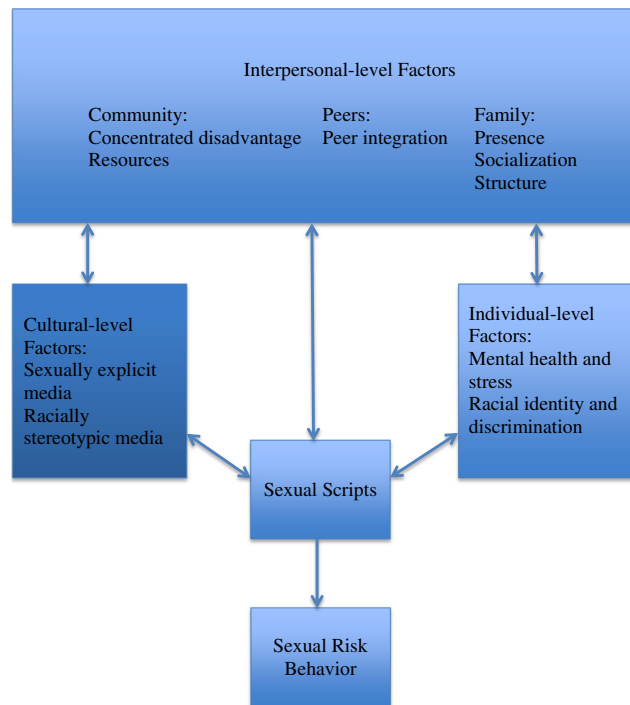 Interpersonal-level Factors
Community:
Concentrated disadvantage
Resources
Peers:
Peer integration
Family:
Presence
Socialization
Structure
Cultural-level
Factors:
Sexually explicit
media
Racially
stereotypic media
Individual-level
Factors:
Mental health and
stress
Racial identity and
discrimination
Sexual Scripts
Sexual Risk
Behavior